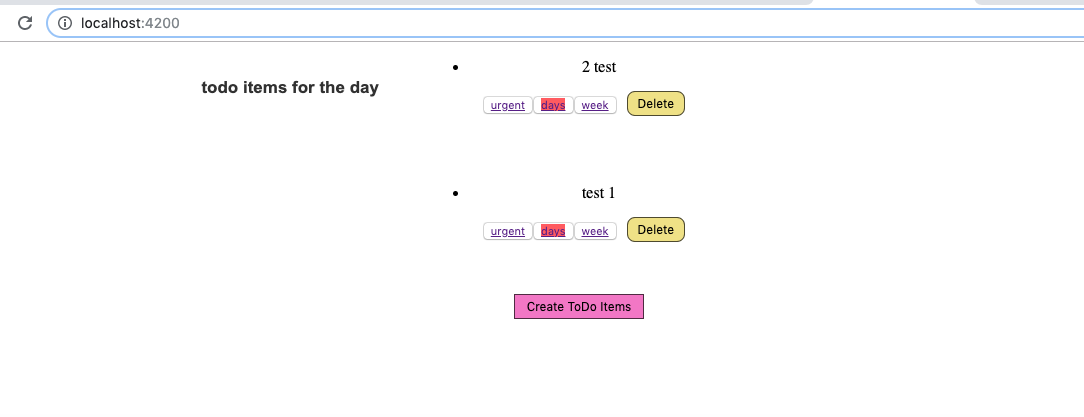 localhost:4200
todo items for the day
2 test
urgent days week Delete
test 1
urgent days week Delete
Create ToDo Items